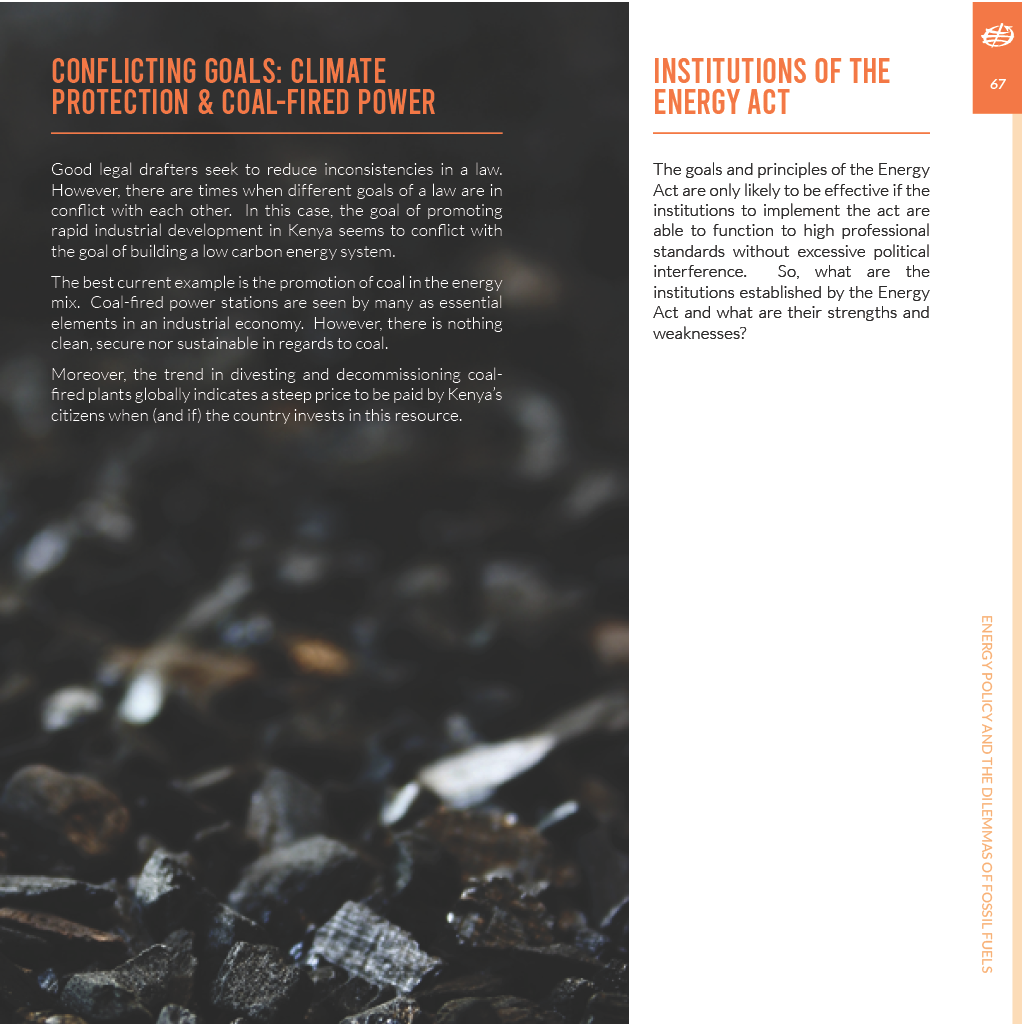 CONFLICTING GOALS: CLIMATE
PROTECTION & COAL-FIRED POWER
Good legal drafters seek to reduce inconsistencies in a law.
However, there are times when different goals of a law are in
conflict with each other. In this case, the goal of promoting
rapid industrial development in Kenya seems to conflict with
the goal of building a low carbon energy system.
The best current example is the promotion of coal in the energy
mix. Coal-fired power stations are seen by many as essential
elements in an industrial economy. However, there is nothing
clean, secure nor sustainable in regards to coal.
Moreover, the trend in divesting and decommissioning coal-
fired plants globally indicates a steep price to be paid by Kenya's
citizens when (and if) the country invests in this resource.
INSTITUTIONS OF THE
ENERGY ACT
The goals and principles of the Energy
Act are only likely to be effective if the
institutions to implement the act are
able to function to high professional
standards without excessive political
interference. So, what are the
institutions established by the Energy
Act and what are their strengths and
weaknesses?
67
ENERGY POLICY AND THE DILEMMAS OF FOSSIL FUELS